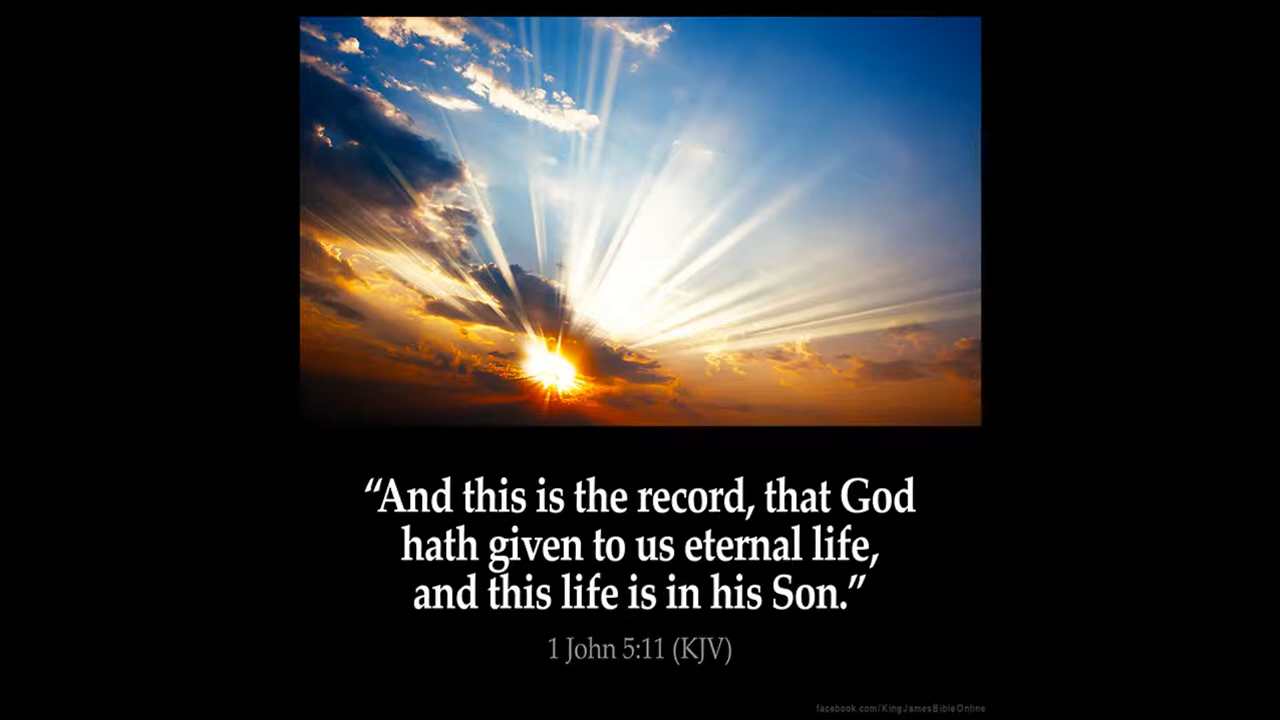 “And this is the record, that God
hath given to us eternal life,
and this life is in his Son.”
1 John 5:11 (KJV)
facebook.com/KingJamesBibleOnline